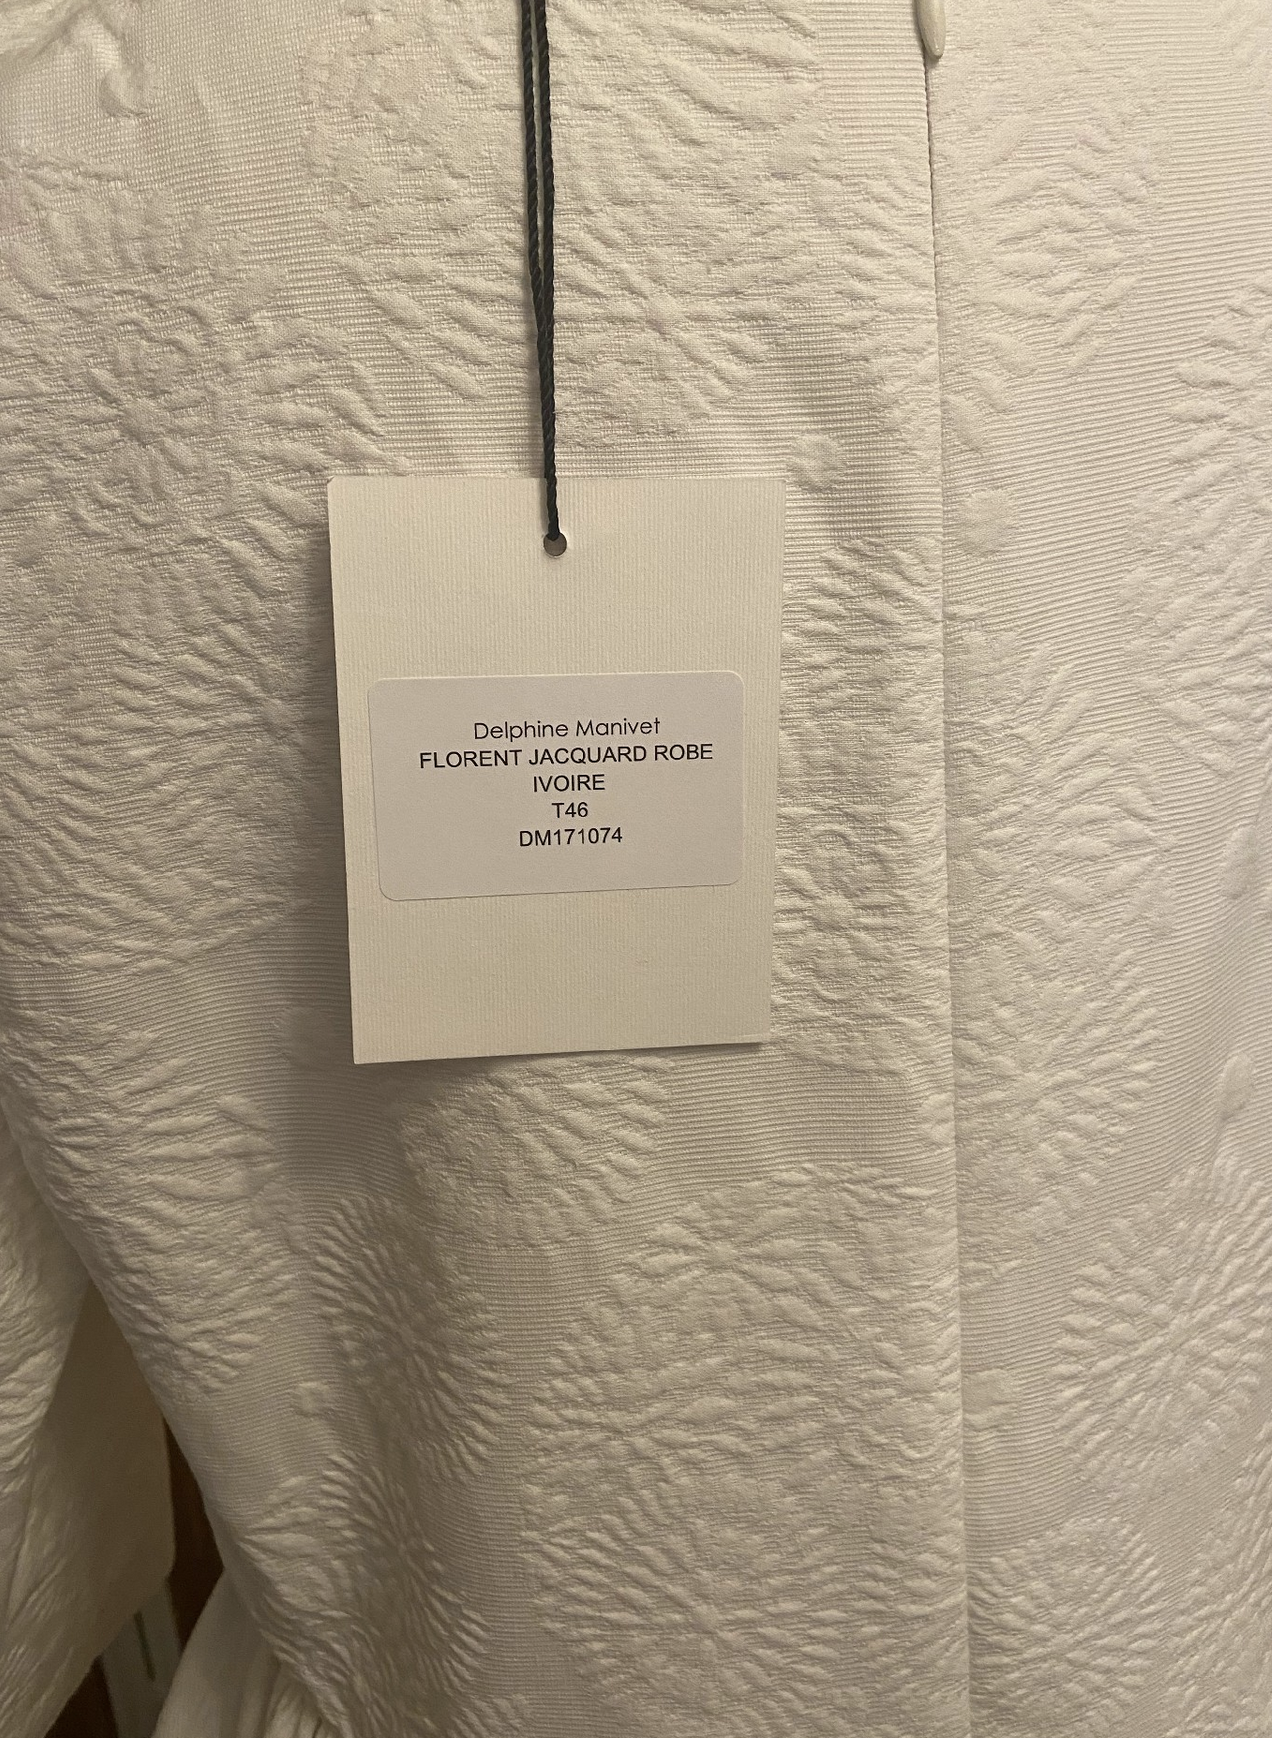 Delphine Manivet
FLORENT JACQUARD ROBE
IVOIRE
T46
DM171074